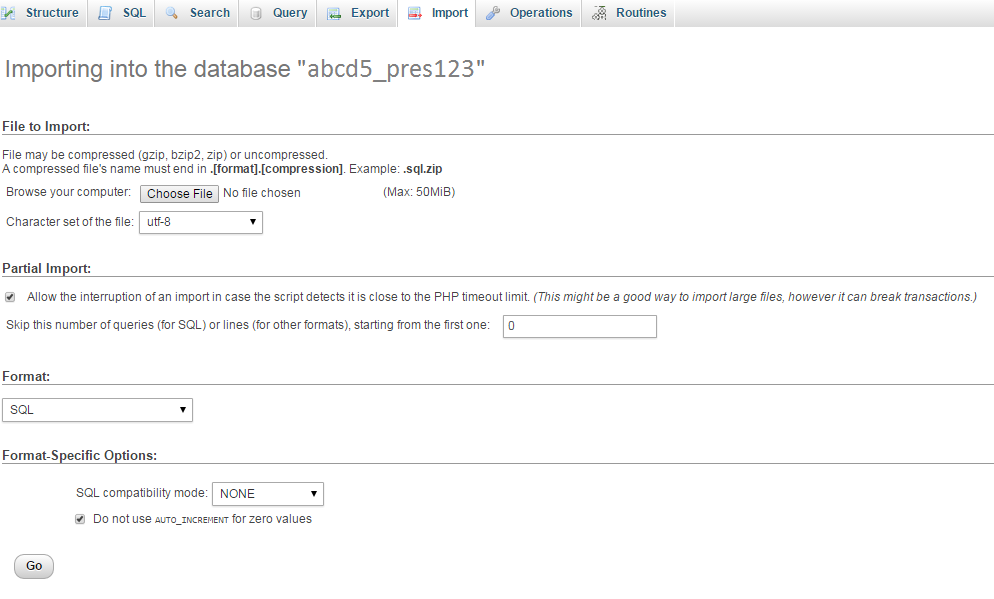 Structure SQL Search Query Export Import Operations Routines
Importing into the database "abcd5_pres123"
File to Import:
File may be compressed (gzip, bzip2, zip) or uncompressed.
A compressed file's name must end in .[format].[compression]. Example: .sql.zip
Browse your computer: Choose File No file chosen (Max: 50MiB)
Character set of the file: utf-8
Partial Import:
Allow the interruption of an import in case the script detects it is close to the PHP timeout limit. (This might be a good way to import large files, however it can break transactions.)
Skip this number of queries (for SQL) or lines (for other formats), starting from the first one: 0
Format:
SQL
Format-Specific Options:
SQL compatibility mode: NONE
Do not use AUTO_INCREMENT for zero values
Go